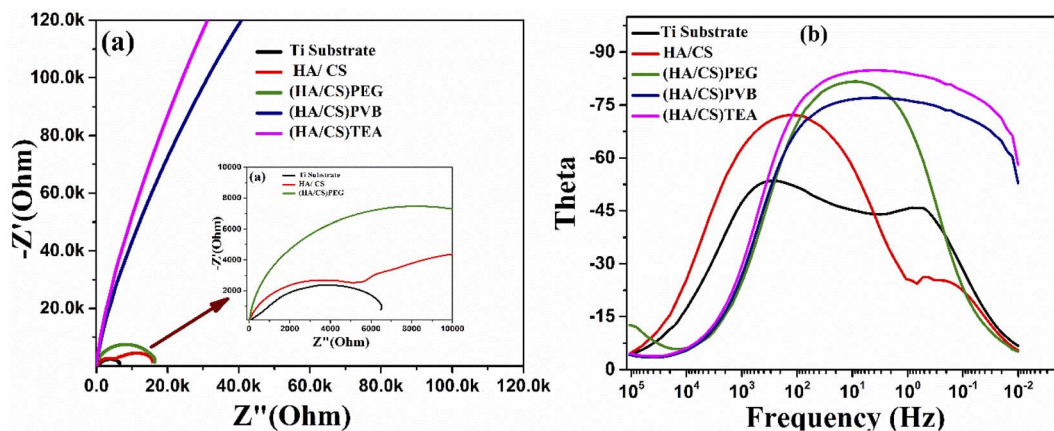 (a)
Ti Substrate
HA/ CS
(HA/CS)PEG
(HA/CS)PVB
(HA/CS)TEA
120.0k
100.0k
80.0k
60.0k
40.0k
20.0k
-Z'(Ohm)
0.0
20.0k
40.0k
60.0k
80.0k
100.0k
120.0k
Z"(Ohm)
(a)
Ti Substrate
HA/ CS
(HA/CS)PEG
10000
8000
6000
4000
2000
-Z'(Ohm)
0
2000
4000
6000
8000
10000
Z"(Ohm)
(b)
Ti Substrate
HA/CS
(HA/CS)PEG
(HA/CS)PVB
(HA/CS)TEA
-90
-75
-60
-45
-30
-15
0
Theta
10⁵
10⁴
10³
10²
10¹
10⁰
10⁻¹
10⁻²
Frequency (Hz)